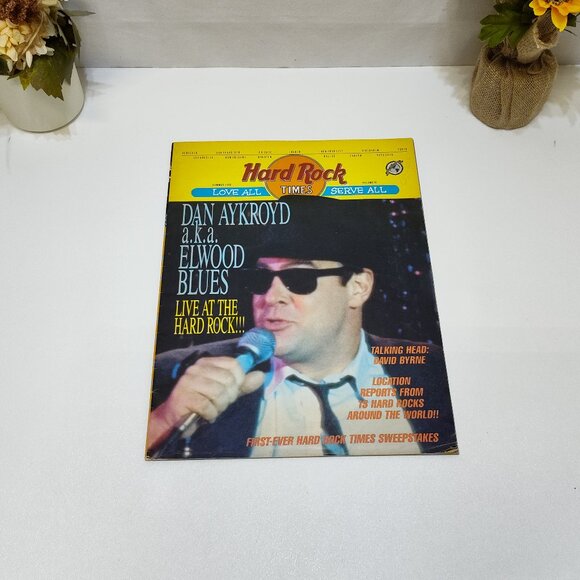 Hard Rock
TIMES
LOVE ALL
SERVE ALL
DAN AYKROYD
a.k.a.
ELWOOD
BLUES
LIVE AT THE
HARD ROCK!!!
TALKING HEAD:
DAVID BYRNE
LOCATION
REPORTS FROM
13 HARD ROCKS
AROUND THE WORLD!!
FIRST-EVER HARD ROCK TIMES SWEEPSTAKES